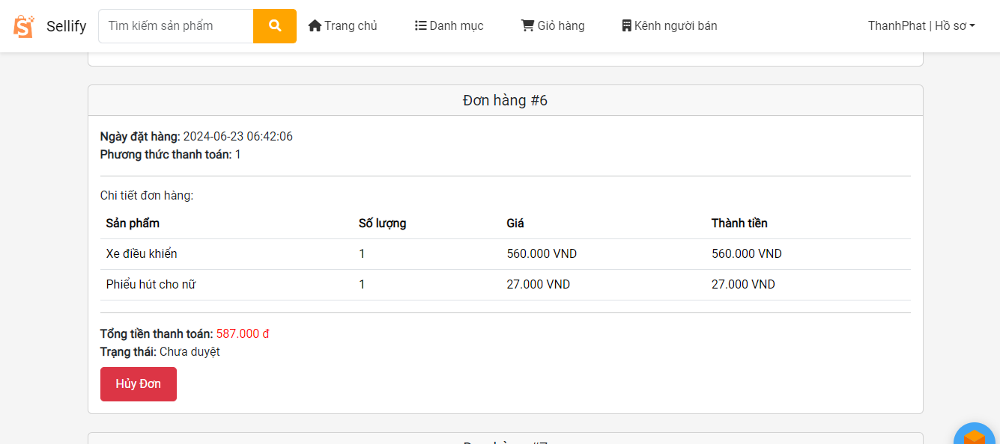 Sellify
Tìm kiếm sản phẩm
Trang chủ
Danh mục
Giỏ hàng
Kênh người bán
ThanhPhat | Hồ sơ
Đơn hàng #6
Ngày đặt hàng: 2024-06-23 06:42:06
Phương thức thanh toán: 1
Chi tiết đơn hàng:
Sản phẩm Số lượng Giá Thành tiền
Xe điều khiển 1 560.000 VND 560.000 VND
Phiểu hút cho nữ 1 27.000 VND 27.000 VND
Tổng tiền thanh toán: 587.000 đ
Trạng thái: Chưa duyệt
Hủy Đơn